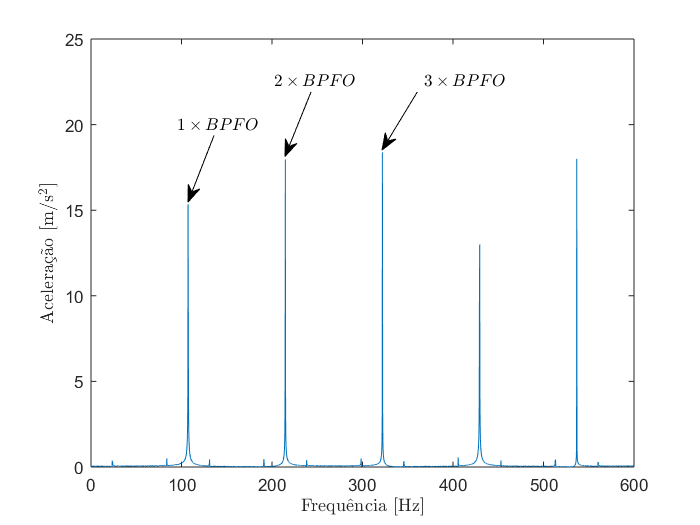 25
2 × BPFO
3 × BPFO
20
1 × BPFO
15
Aceleração [m/s²]
10
5
0
0 100 200 300 400 500 600
Frequência [Hz]